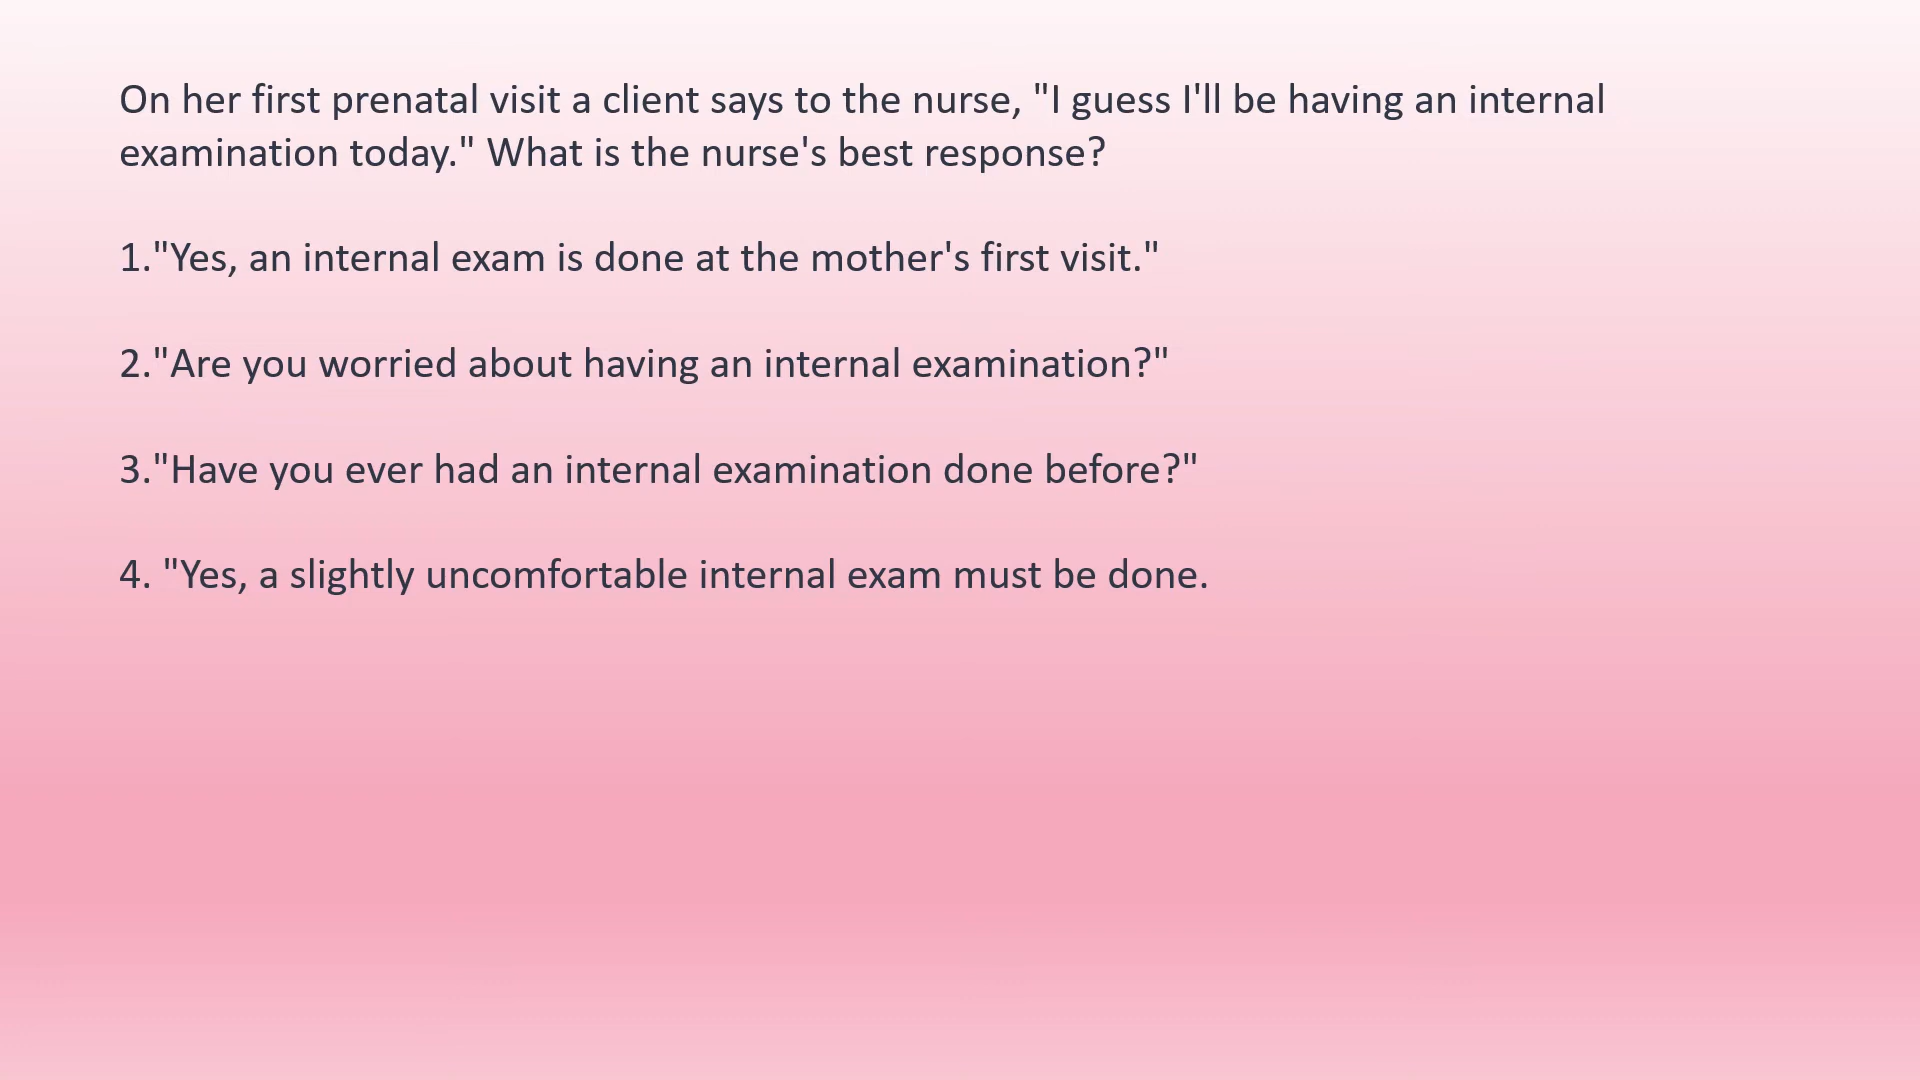 On her first prenatal visit a client says to the nurse, "I guess I'll be having an internal
examination today." What is the nurse's best response?
1."Yes, an internal exam is done at the mother's first visit."
2."Are you worried about having an internal examination?"
3."Have you ever had an internal examination done before?"
4. "Yes, a slightly uncomfortable internal exam must be done.